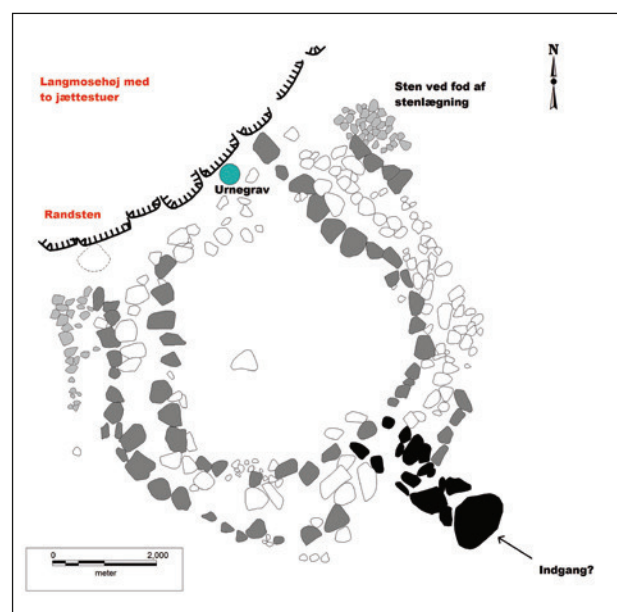 Langmosehøj med
to jættestuer
N
Sten ved fod af
stenlægning
Urnegrav
Randsten
0 2,000
meter
Indgang?